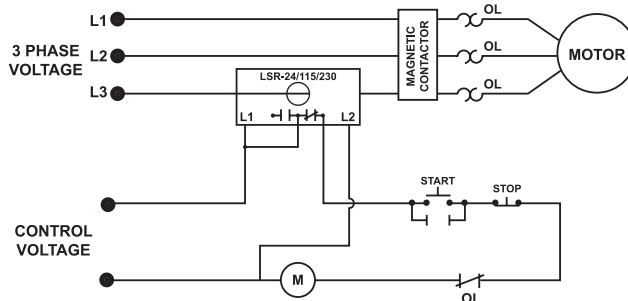 L1
OL
3 PHASE
VOLTAGE
L2
MAGNETIC
CONTACTOR
OL
MOTOR
LSR-24/115/230
L3
OL
L1
L2
START
STOP
CONTROL
VOLTAGE
M
OL